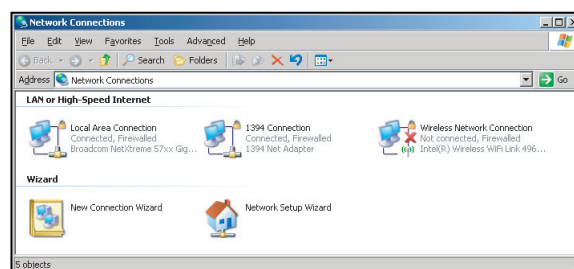 Network Connections
File Edit View Favorites Tools Advanced Help
Back Search Folders
Address Network Connections Go
LAN or High-Speed Internet
Local Area Connection
Connected, Firewalled
Broadcom NetXtreme 57xx Gig...
1394 Connection
Connected, Firewalled
1394 Net Adapter
Wireless Network Connection
Not connected, Firewalled
Intel(R) Wireless WiFi Link 496...
Wizard
New Connection Wizard
Network Setup Wizard
5 objects